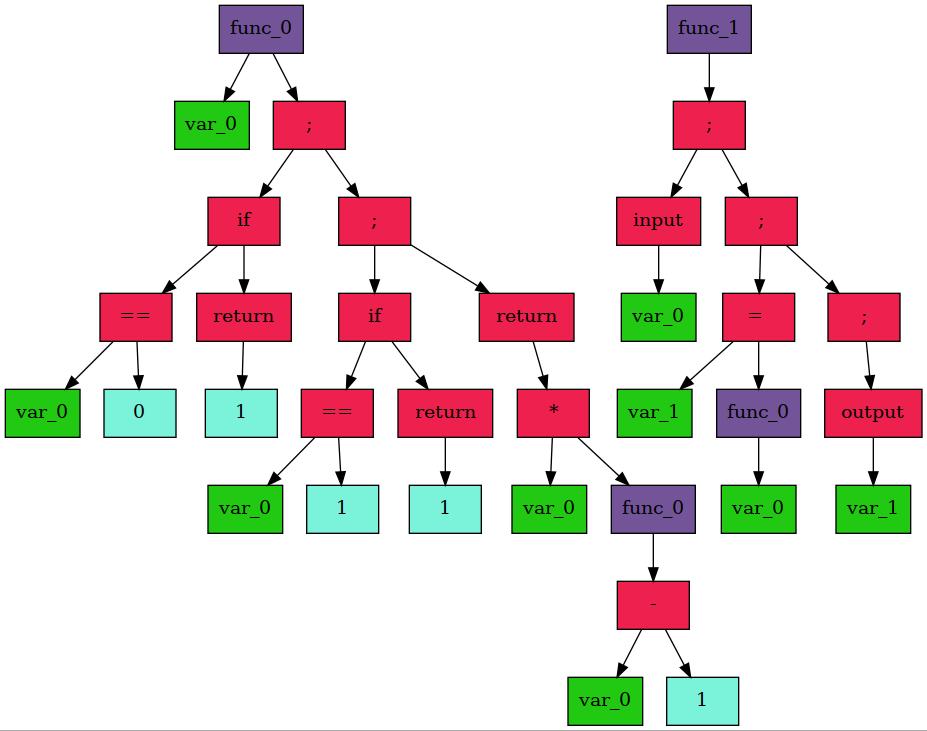 func_0 func_1
var_0 ; ;
if ; input ;
== return if return var_0 = ;
var_0 0 1 == return * var_1 func_0 output
var_0 1 1 var_0 func_0 var_0 var_1
-
var_0 1